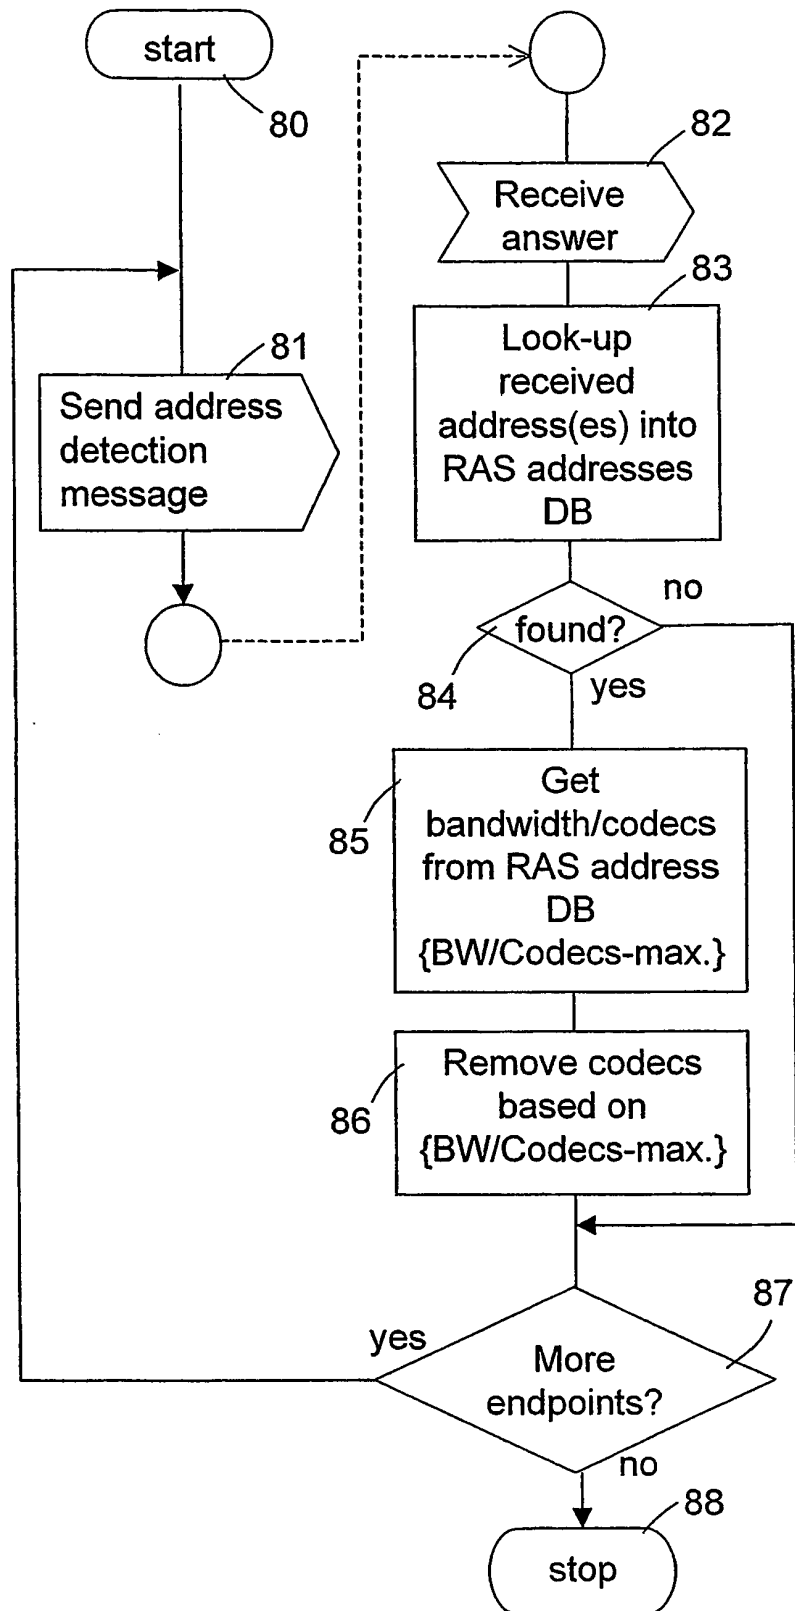 start
80
81
Send address
detection
message
82
Receive
answer
83
Look-up
received
address(es) into
RAS addresses
DB
found?
no
84
yes
85
Get
bandwidth/codecs
from RAS address
DB
{BW/Codecs-max.}
86
Remove codecs
based on
{BW/Codecs-max.}
87
yes
More
endpoints?
no
88
stop